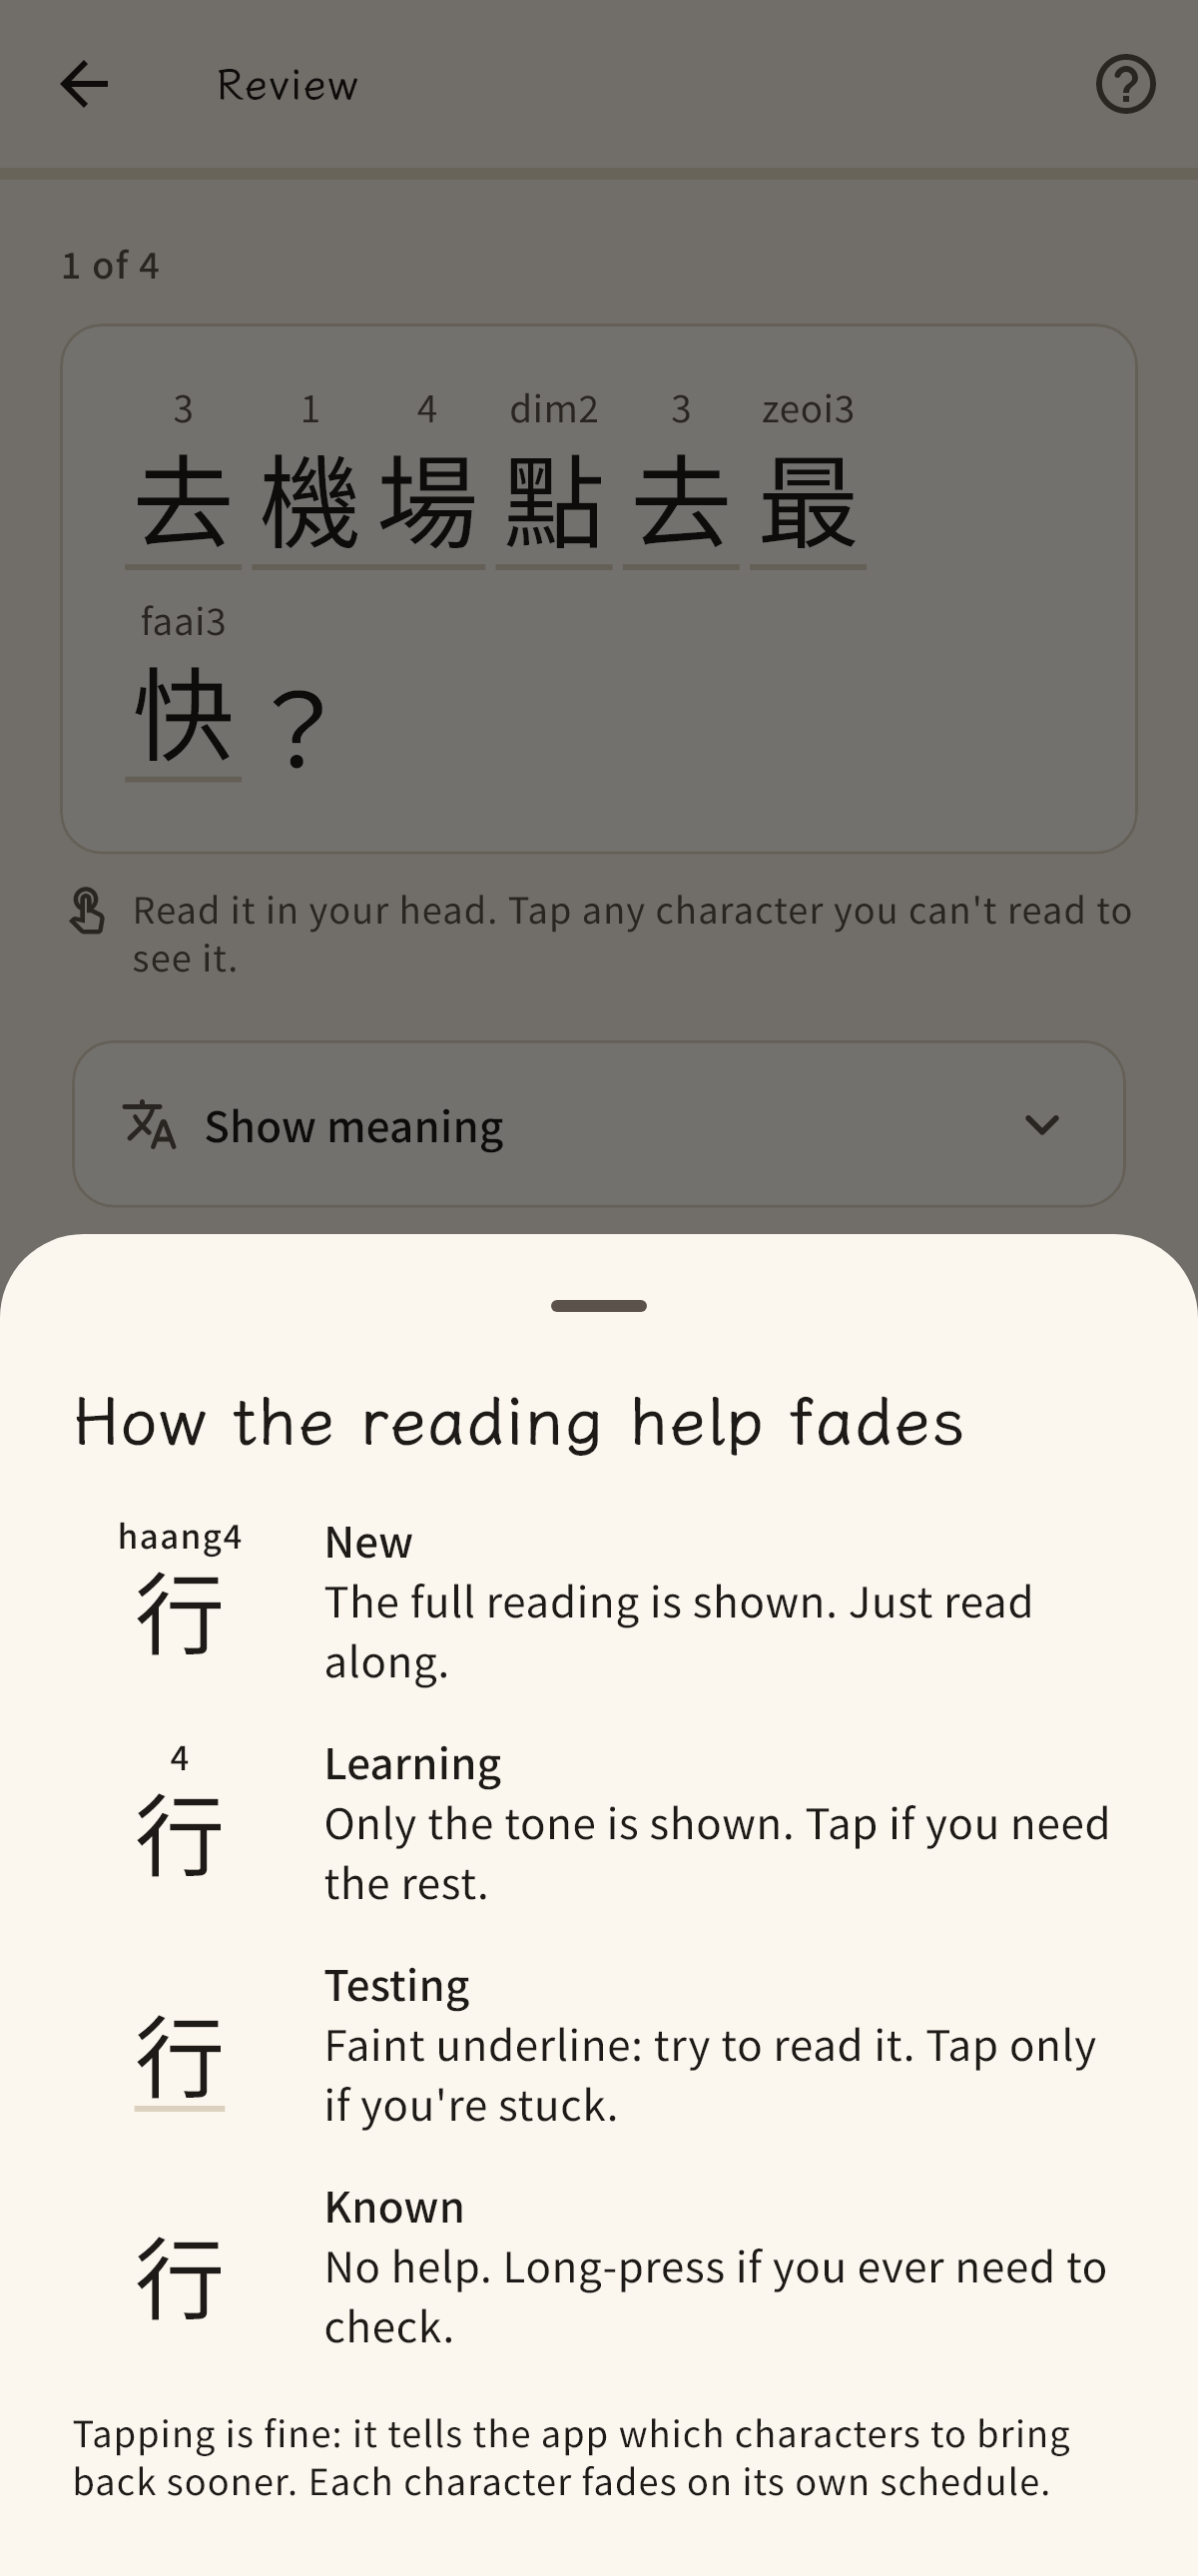 Review
1 of 4
3 1 4 dim2 3 zeoi3
去機場點去最
faai3
快？
Read it in your head. Tap any character you can't read to
see it.
Show meaning
How the reading help fades
haang4
行
New
The full reading is shown. Just read
along.
4
行
Learning
Only the tone is shown. Tap if you need
the rest.
行
Testing
Faint underline: try to read it. Tap only
if you're stuck.
行
Known
No help. Long-press if you ever need to
check.
Tapping is fine: it tells the app which characters to bring
back sooner. Each character fades on its own schedule.